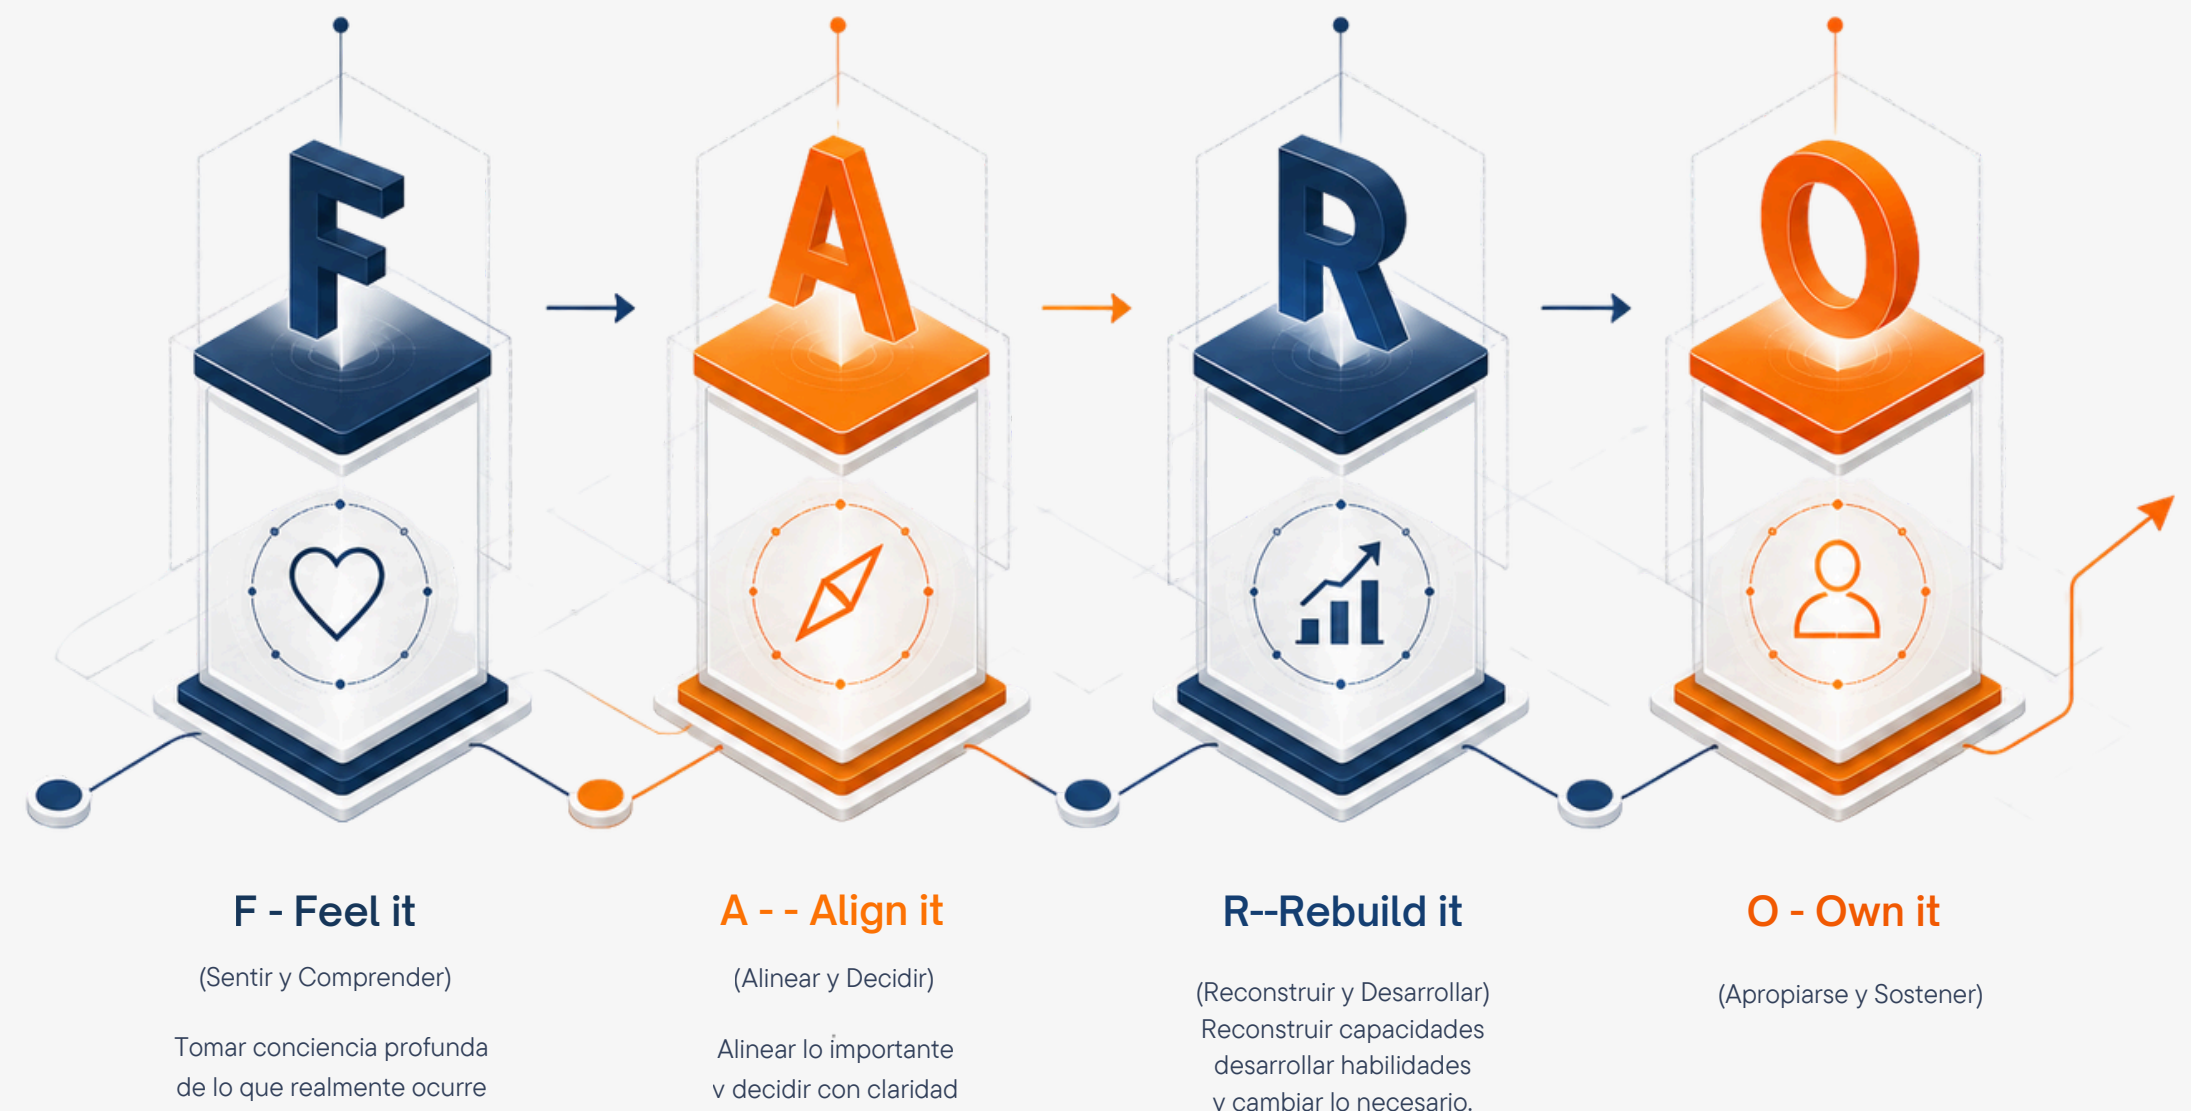 F
A
R
O
F - Feel it
(Sentir y Comprender)
Tomar conciencia profunda
de lo que realmente ocurre
A - - Align it
(Alinear y Decidir)
Alinear lo importante
y decidir con claridad
R--Rebuild it
(Reconstruir y Desarrollar)
Reconstruir capacidades
desarrollar habilidades
y cambiar lo necesario.
O - Own it
(Apropiarse y Sostener)